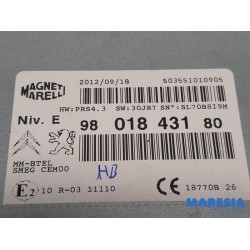 MAGNETI
MARELLI
2012/09/18 503551010905
HW:PRS4.3 SW:30JR7 SN°:SL70B8I9M
Niv. E 98 018 431 80
MM-BTEL
SMEG CEM00
HB
E2 10 R-03 11110
CE 18770B 26
MARESIA